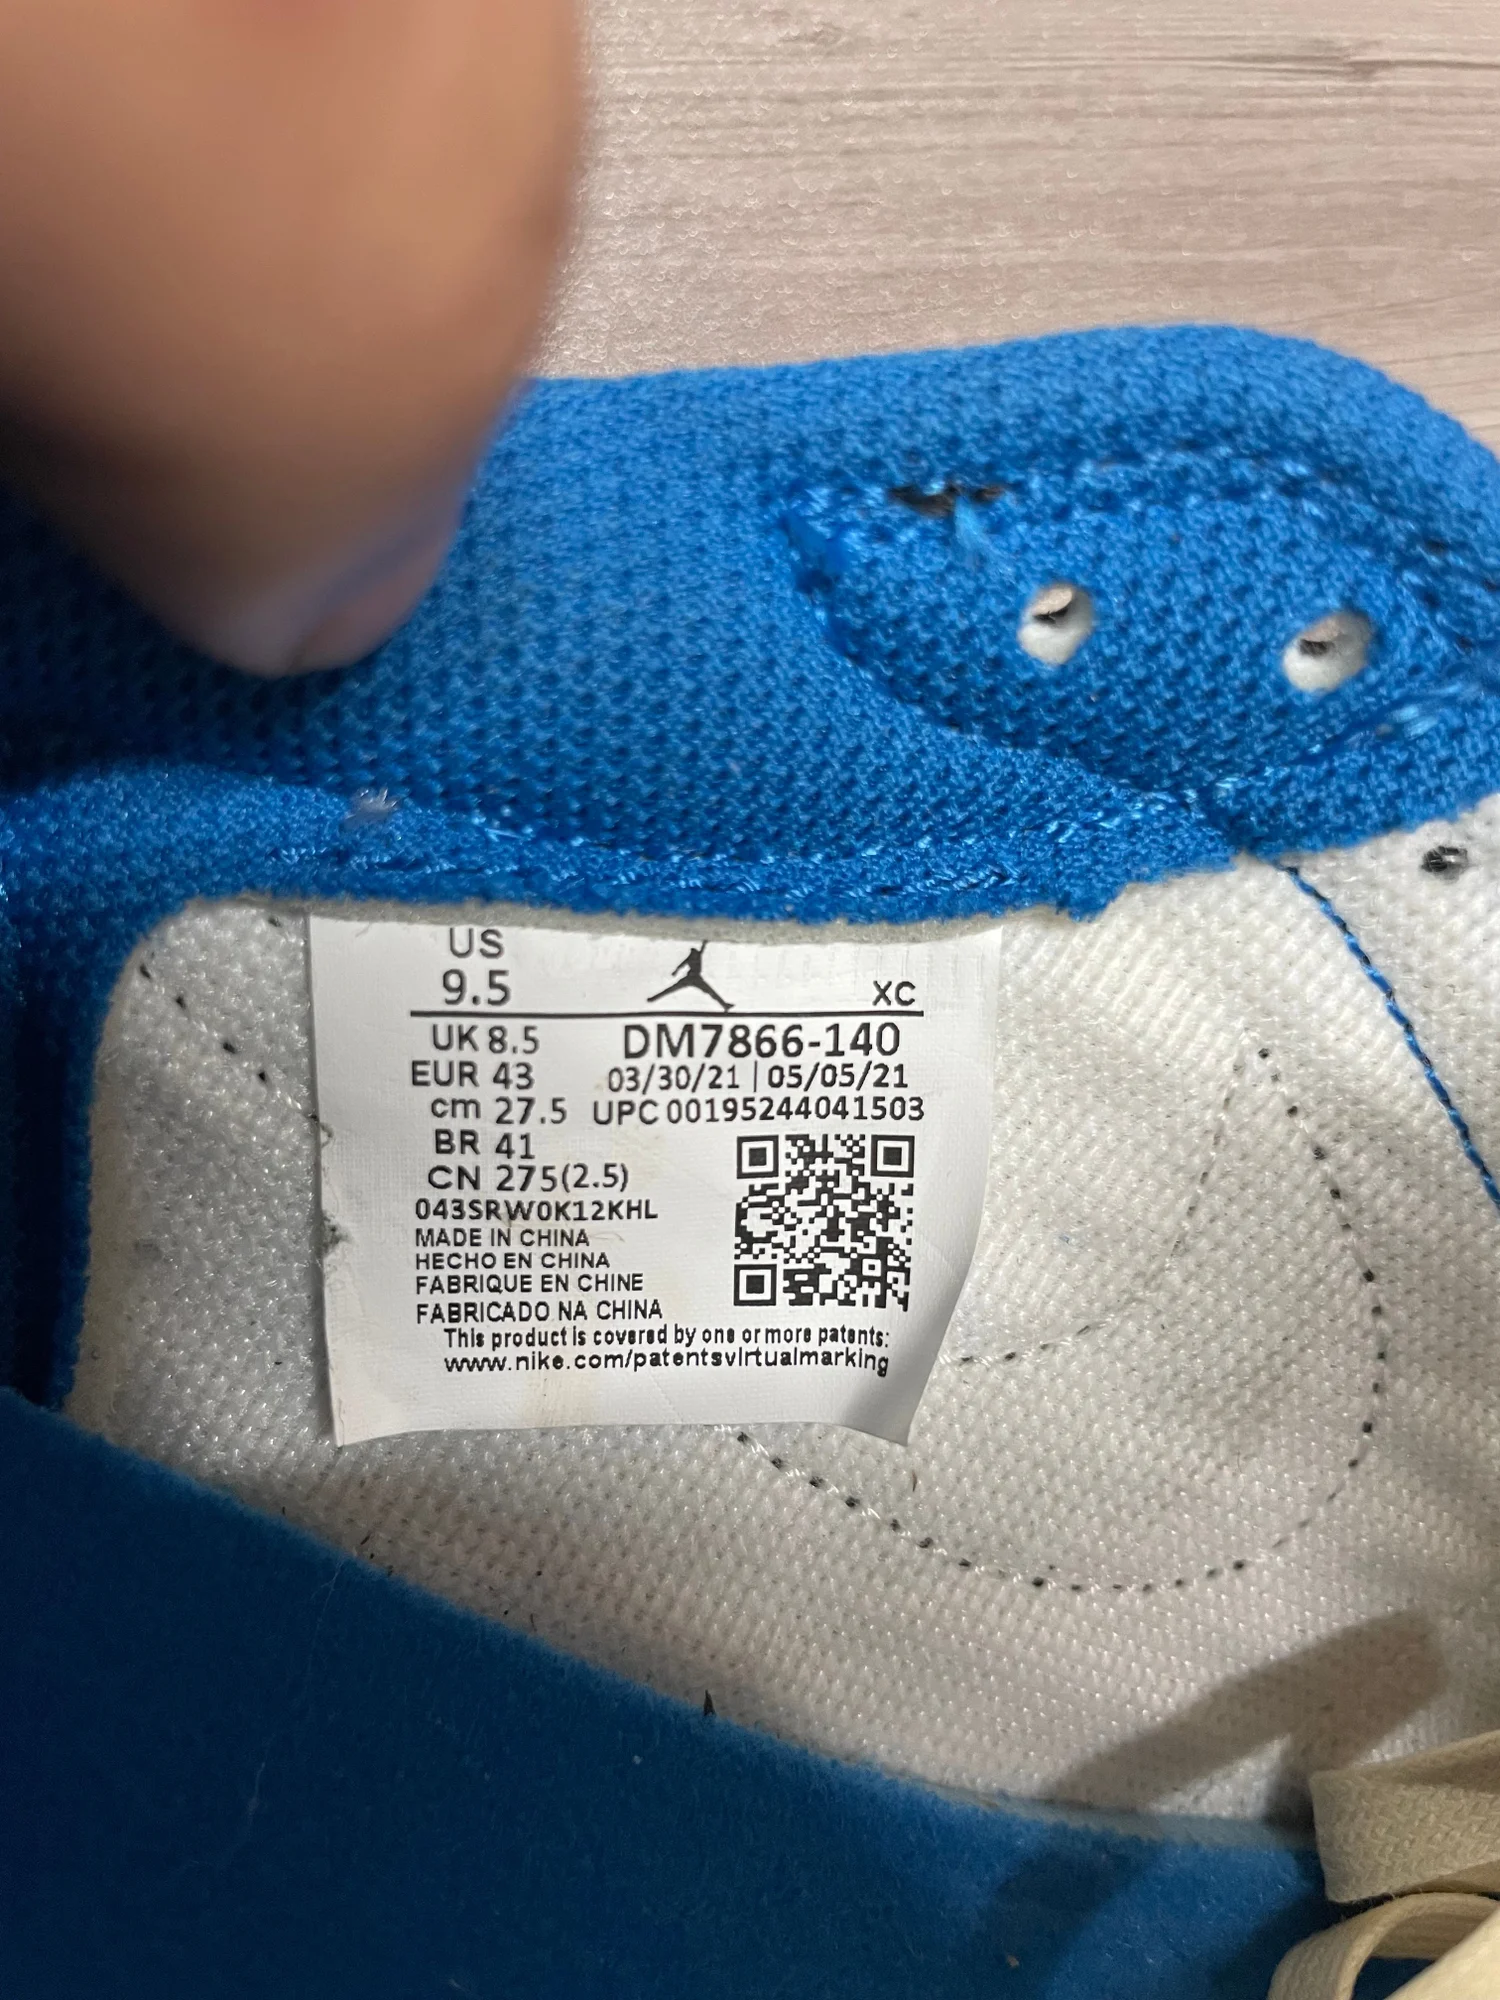 US
9.5
XC
UK 8.5 DM7866-140
EUR 43 03/30/21 | 05/05/21
cm 27.5 UPC 00195244041503
BR 41
CN 275(2.5)
043SRW0K12KHL
MADE IN CHINA
HECHO EN CHINA
FABRIQUE EN CHINE
FABRICADO NA CHINA
This product is covered by one or more patents:
www.nike.com/patentsvirtualmarking